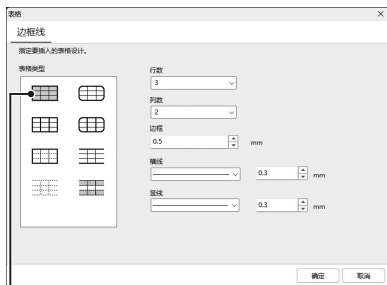 表格
边框线
指定要插入的表格设计。
表格类型
行数
3
列数
2
边框
0.5 mm
横线
0.3 mm
竖线
0.3 mm
确定 取消